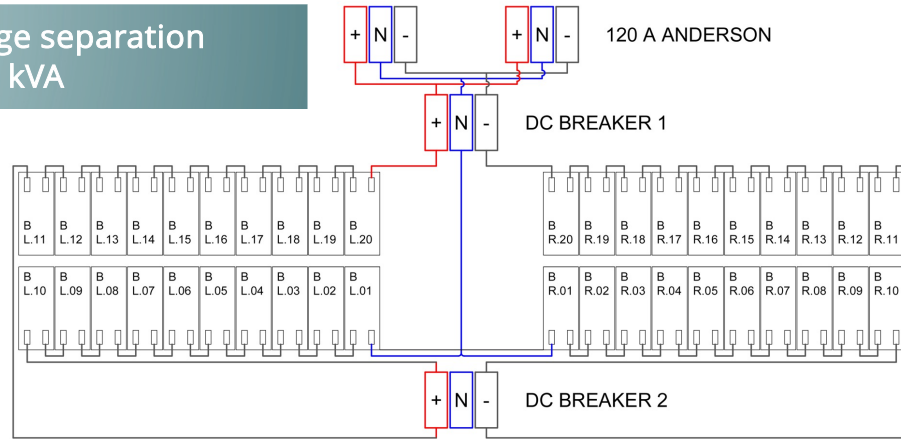 ge separation
kVA
+ N - + N - 120 A ANDERSON
+ N - DC BREAKER 1
B B B B B B B B B B B B B B B B B B B B
L.11 L.12 L.13 L.14 L.15 L.16 L.17 L.18 L.19 L.20 R.20 R.19 R.18 R.17 R.16 R.15 R.14 R.13 R.12 R.11
B B B B B B B B B B B B B B B B B B B B
L.10 L.09 L.08 L.07 L.06 L.05 L.04 L.03 L.02 L.01 R.01 R.02 R.03 R.04 R.05 R.06 R.07 R.08 R.09 R.10
+ N - DC BREAKER 2